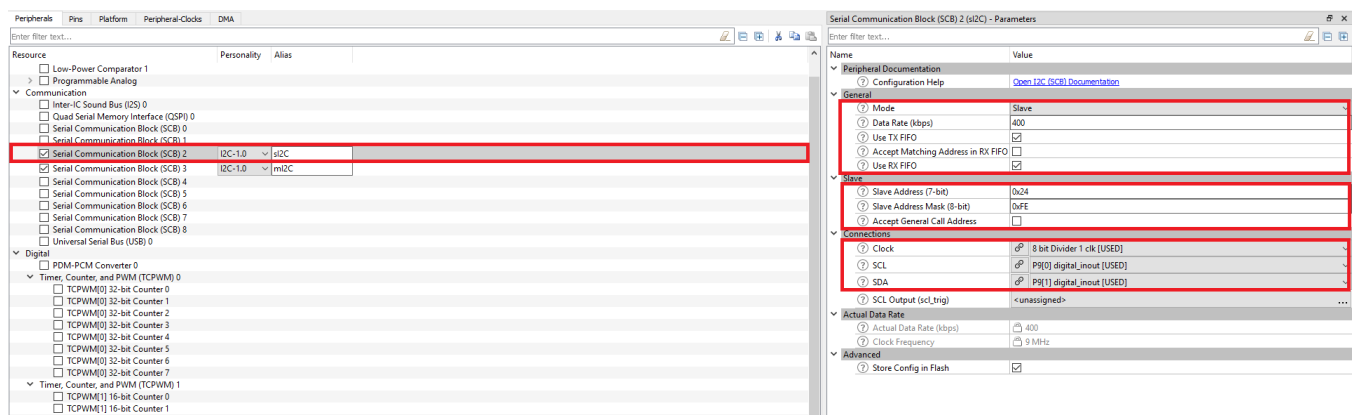 Peripherals Pins Platform Peripheral-Clocks DMA
Enter filter text...
Resource Personality Alias
Low-Power Comparator 1
Programmable Analog
Communication
Inter-IC Sound Bus (I2S) 0
Quad Serial Memory Interface (QSPI) 0
Serial Communication Block (SCB) 0
Serial Communication Block (SCB) 1
Serial Communication Block (SCB) 2 I2C-1.0 sI2C
Serial Communication Block (SCB) 3 I2C-1.0 mI2C
Serial Communication Block (SCB) 4
Serial Communication Block (SCB) 5
Serial Communication Block (SCB) 6
Serial Communication Block (SCB) 7
Serial Communication Block (SCB) 8
Universal Serial Bus (USB) 0
Digital
PDM-PCM Converter 0
Timer, Counter, and PWM (TCPWM) 0
TCPWM[0] 32-bit Counter 0
TCPWM[0] 32-bit Counter 1
TCPWM[0] 32-bit Counter 2
TCPWM[0] 32-bit Counter 3
TCPWM[0] 32-bit Counter 4
TCPWM[0] 32-bit Counter 5
TCPWM[0] 32-bit Counter 6
TCPWM[0] 32-bit Counter 7
Timer, Counter, and PWM (TCPWM) 1
TCPWM[1] 16-bit Counter 0
TCPWM[1] 16-bit Counter 1
Serial Communication Block (SCB) 2 (sI2C) - Parameters
Enter filter text...
Name Value
Peripheral Documentation
Configuration Help Open I2C (SCB) Documentation
General
Mode Slave
Data Rate (kbps) 400
Use TX FIFO
Accept Matching Address in RX FIFO
Use RX FIFO
Slave
Slave Address (7-bit) 0x24
Slave Address Mask (8-bit) 0xFE
Accept General Call Address
Connections
Clock 8 bit Divider 1 clk [USED]
SCL P9[0] digital_inout [USED]
SDA P9[1] digital_inout [USED]
SCL Output (scl_trig) <unassigned> ...
Actual Data Rate
Actual Data Rate (kbps) 400
Clock Frequency 9 MHz
Advanced
Store Config in Flash